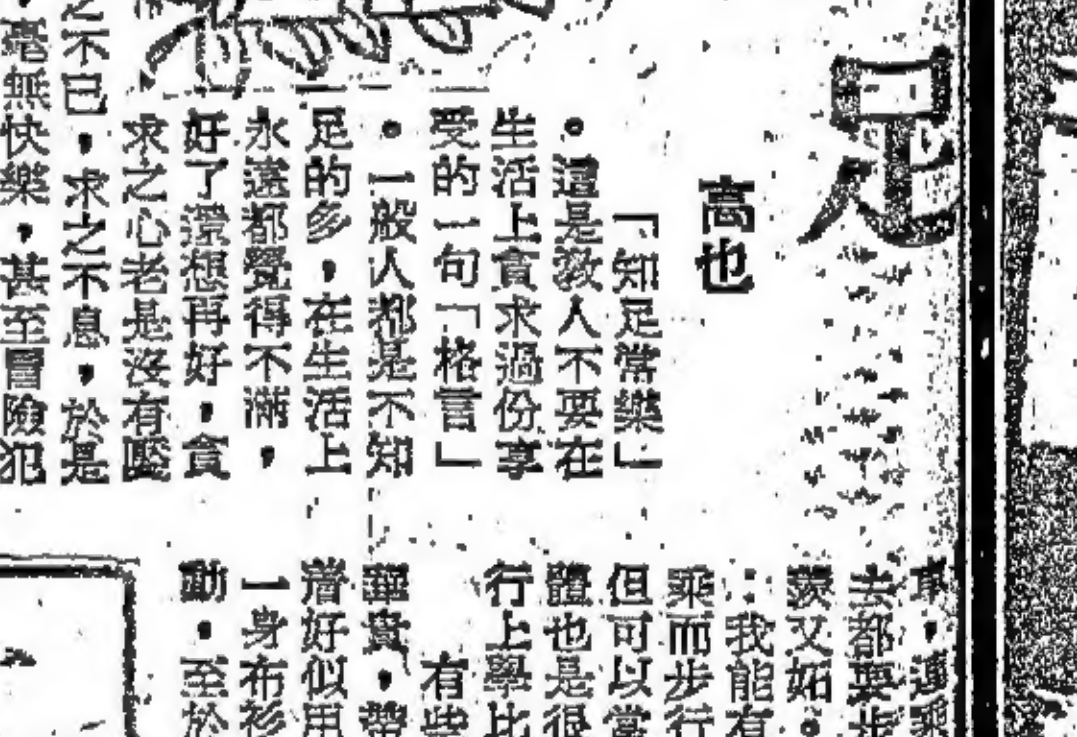 足
高也
「知足常樂」
。這是教人不要在
生活上貪求過份享
受的一句「格言」
。一般人都是不知
足的多，在生活上
永遠都覺得不滿，
好了還想再好，貪
求之心老是沒有饜
之不已，求之不息，於是
，毫無快樂，甚至冒險犯
車，連乘
去都要步
羨又妬。
：我能有
乘而步行
但可以當
體也是很
行上學比
有些
華貴，帶
著好似用
一身布衫
動，至於